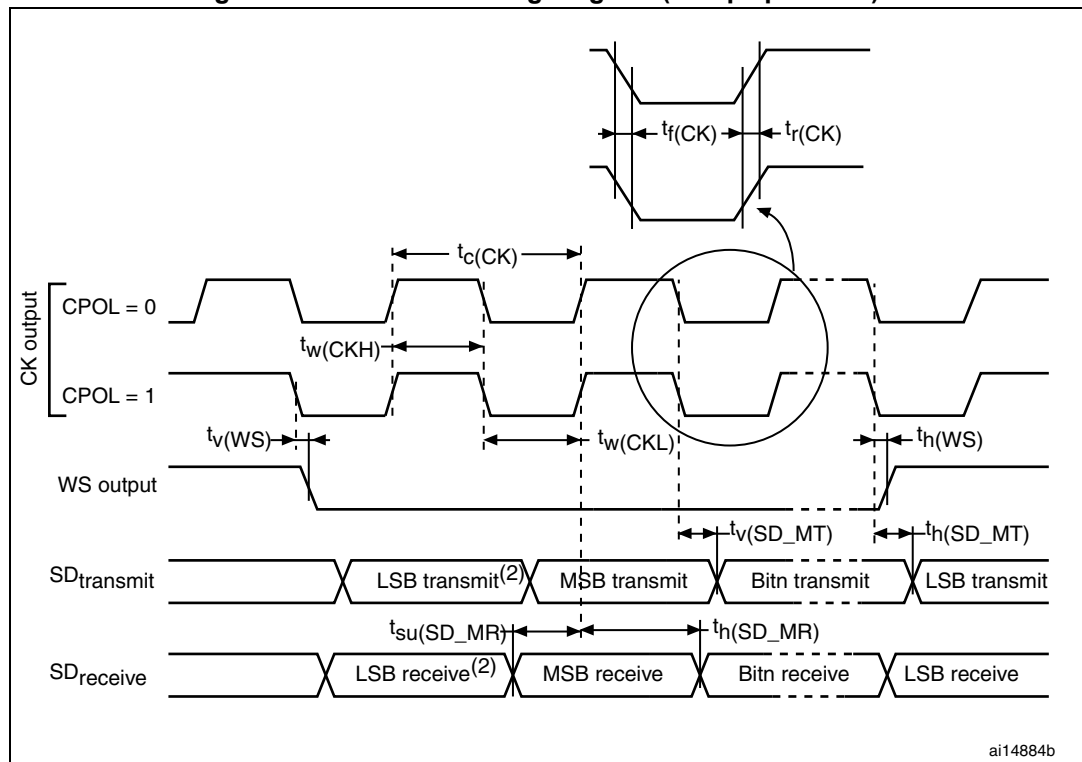 tf(CK)
tr(CK)
tc(CK)
CK output
CPOL = 0
tw(CKH)
CPOL = 1
tv(WS)
tw(CKL)
th(WS)
WS output
tv(SD_MT)
th(SD_MT)
SDtransmit
LSB transmit(2)
MSB transmit
Bitn transmit
LSB transmit
tsu(SD_MR)
th(SD_MR)
SDreceive
LSB receive(2)
MSB receive
Bitn receive
LSB receive
ai14884b